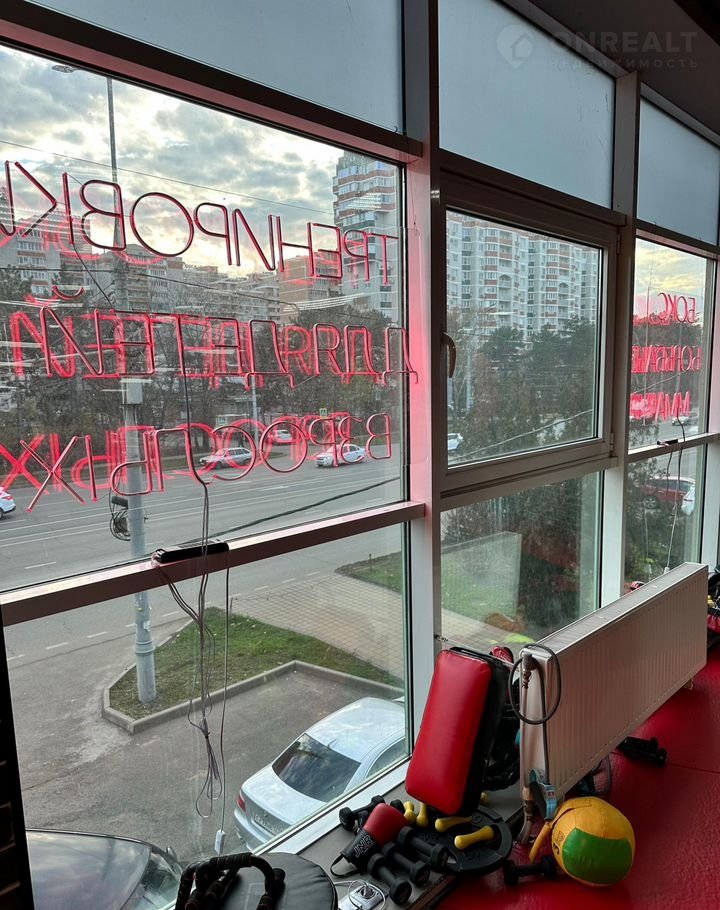 ONREALT
НЕДВИЖИМОСТЬ
ТРЕНИРОВКИ
ДЛЯ ДЕТЕЙ
ВЗРОСЛЫХ
БОКС